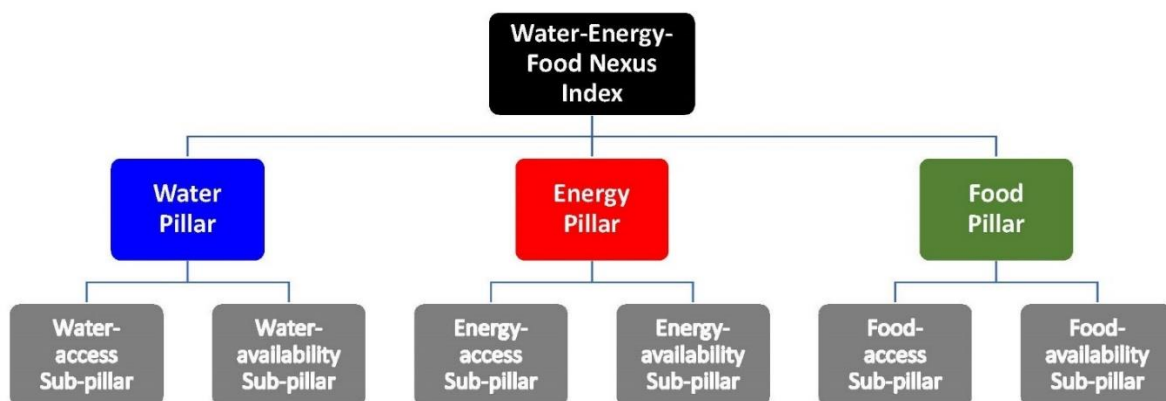 Water-Energy-
Food Nexus
Index
Water
Pillar
Energy
Pillar
Food
Pillar
Water-
access
Sub-pillar
Water-
availability
Sub-pillar
Energy-
access
Sub-pillar
Energy-
availability
Sub-pillar
Food-
access
Sub-pillar
Food-
availability
Sub-pillar